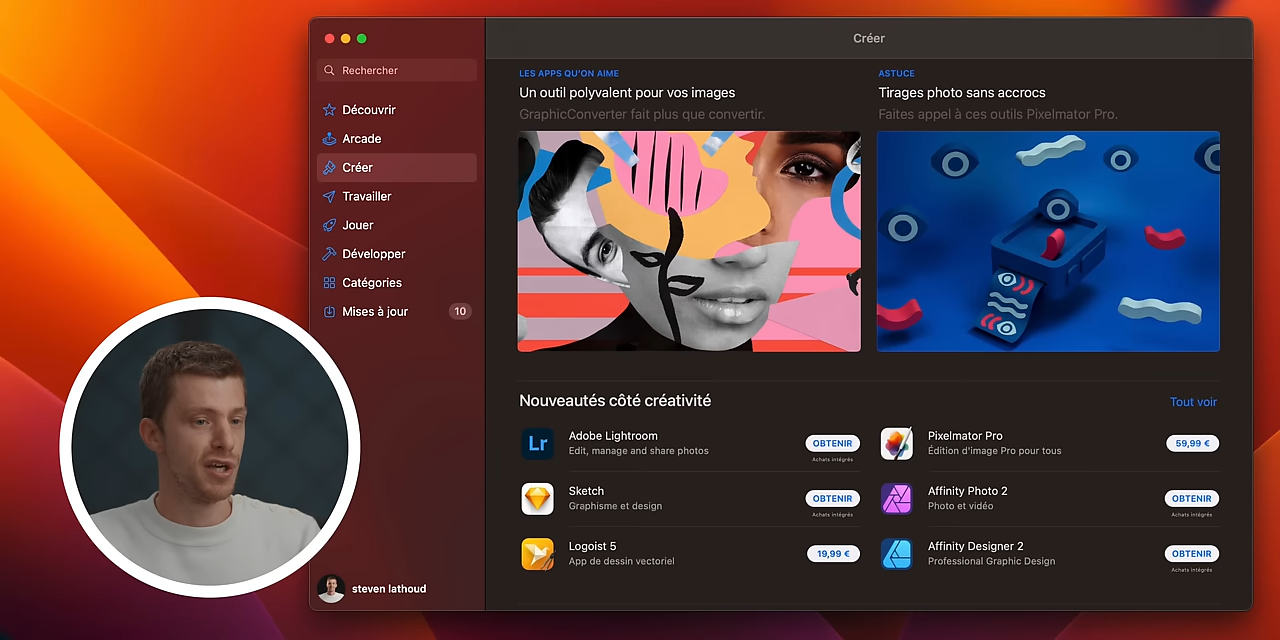 Créer
Rechercher
Découvrir
Arcade
Créer
Travailler
Jouer
Développer
Catégories
Mises à jour 10
steven lathoud
LES APPS QU'ON AIME
Un outil polyvalent pour vos images
GraphicConverter fait plus que convertir.
ASTUCE
Tirages photo sans accrocs
Faites appel à ces outils Pixelmator Pro.
Nouveautés côté créativité
Tout voir
Lr
Adobe Lightroom
Edit, manage and share photos
OBTENIR
Achats intégrés
Pixelmator Pro
Édition d'image Pro pour tous
59,99 €
Sketch
Graphisme et design
OBTENIR
Achats intégrés
Affinity Photo 2
Photo et vidéo
OBTENIR
Achats intégrés
Logoist 5
App de dessin vectoriel
19,99 €
Affinity Designer 2
Professional Graphic Design
OBTENIR
Achats intégrés